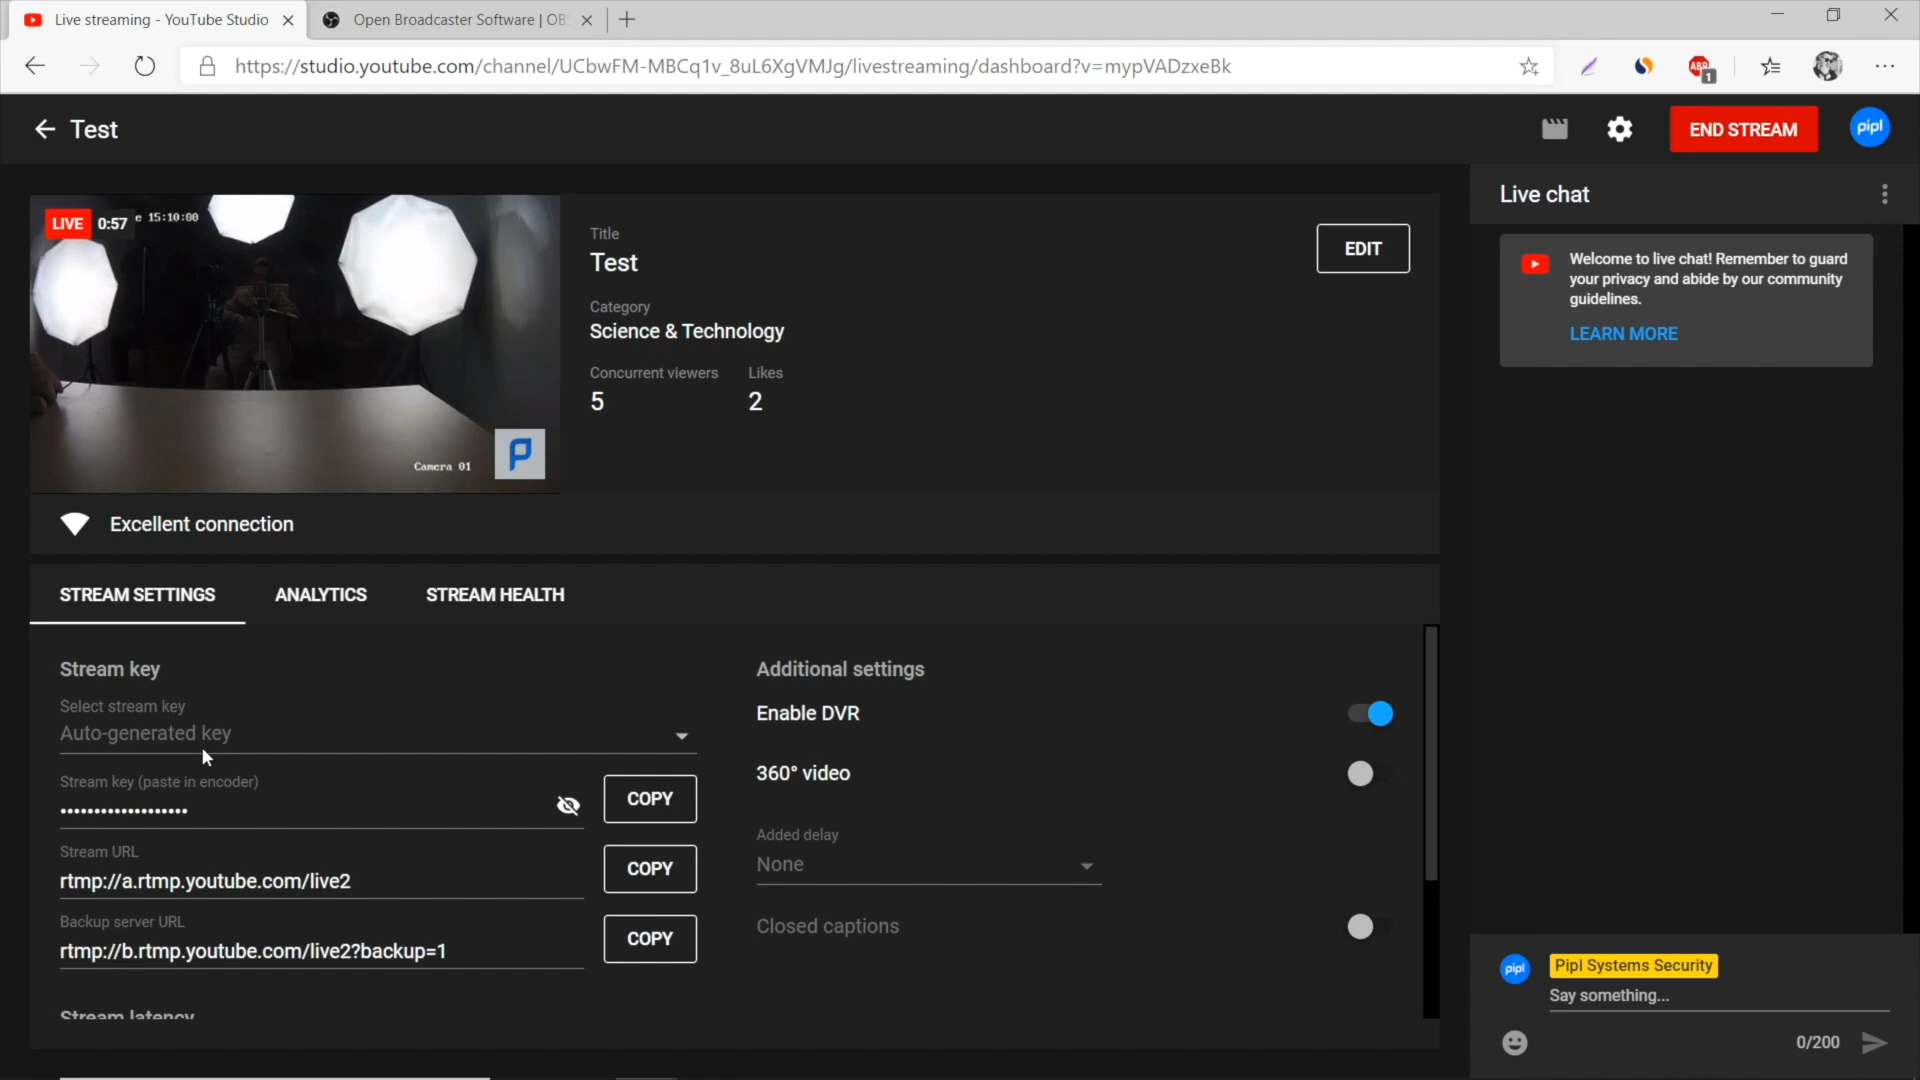 Live streaming - YouTube Studio
Open Broadcaster Software | OB
https://studio.youtube.com/channel/UCbwFM-MBCq1v_8uL6XgVMJg/livestreaming/dashboard?v=mypVADzxeBk
ABP
1
Test
END STREAM
pipl
LIVE 0:57 e 15:10:00
Camera 01
P
Title
Test
EDIT
Category
Science & Technology
Concurrent viewers Likes
5 2
Excellent connection
STREAM SETTINGS ANALYTICS STREAM HEALTH
Stream key
Select stream key
Auto-generated key
Stream key (paste in encoder)
•••••••••••••••••••
COPY
Stream URL
rtmp://a.rtmp.youtube.com/live2
COPY
Backup server URL
rtmp://b.rtmp.youtube.com/live2?backup=1
COPY
Stream latency
Additional settings
Enable DVR
360° video
Added delay
None
Closed captions
Live chat
Welcome to live chat! Remember to guard
your privacy and abide by our community
guidelines.
LEARN MORE
pipl
Pipl Systems Security
Say something...
0/200